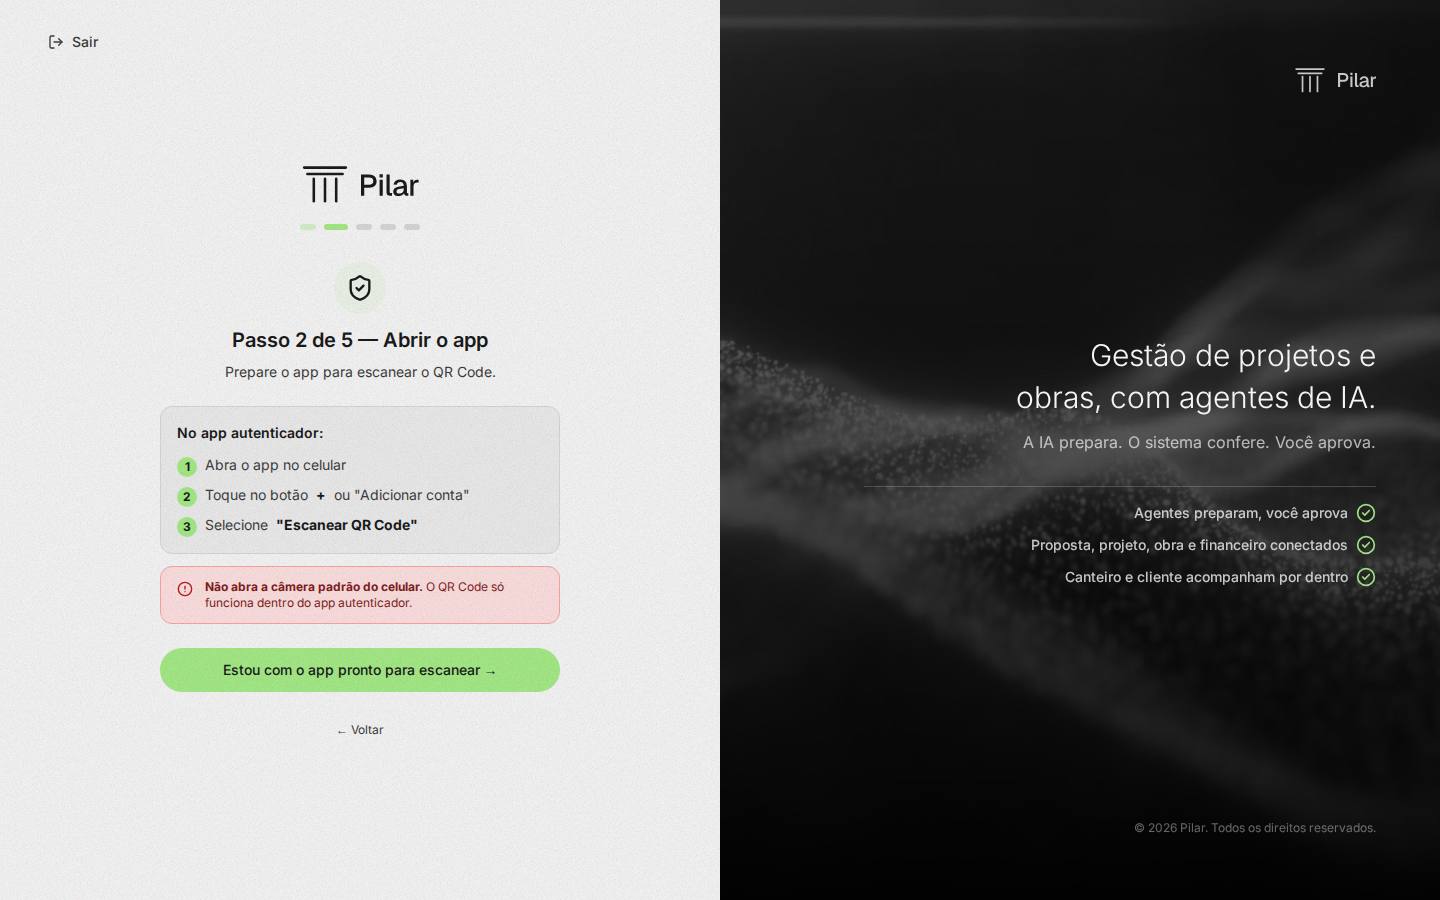 Sair
Pilar
Passo 2 de 5 — Abrir o app
Prepare o app para escanear o QR Code.
No app autenticador:
1 Abra o app no celular
2 Toque no botão + ou "Adicionar conta"
3 Selecione "Escanear QR Code"
Não abra a câmera padrão do celular. O QR Code só
funciona dentro do app autenticador.
Estou com o app pronto para escanear →
← Voltar
Pilar
Gestão de projetos e
obras, com agentes de IA.
A IA prepara. O sistema confere. Você aprova.
Agentes preparam, você aprova
Proposta, projeto, obra e financeiro conectados
Canteiro e cliente acompanham por dentro
© 2026 Pilar. Todos os direitos reservados.